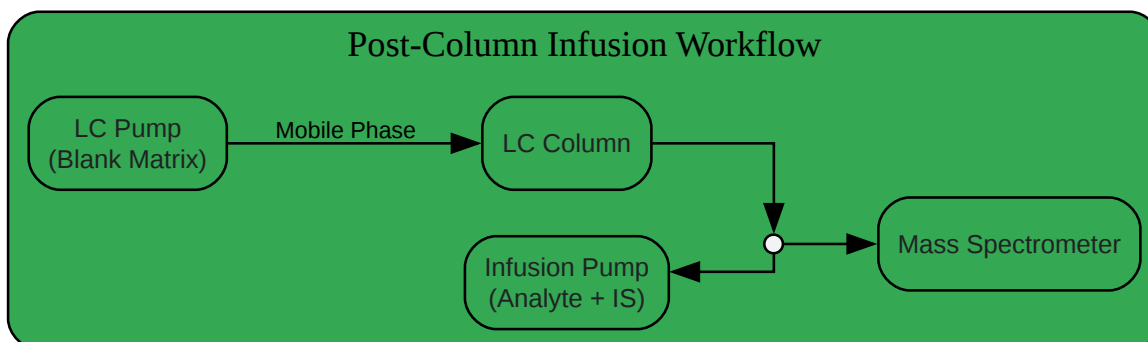 Post-Column Infusion Workflow
LC Pump
(Blank Matrix)
Mobile Phase
LC Column
Mass Spectrometer
Infusion Pump
(Analyte + IS)